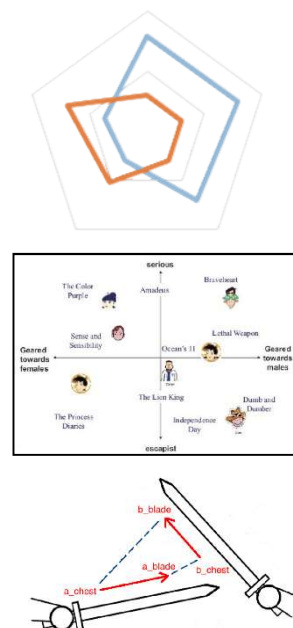 serious
Braveheart
The Color
Purple
Amadeus
Lethal Weapon
Sense and
Sensibility
Ocean's 11
Geared
towards
females
Geared
towards
males
The Lion King
Dumb and
Dumber
The Princess
Diaries
Independence
Day
escapist
b_blade
a_blade
b_chest
a_chest